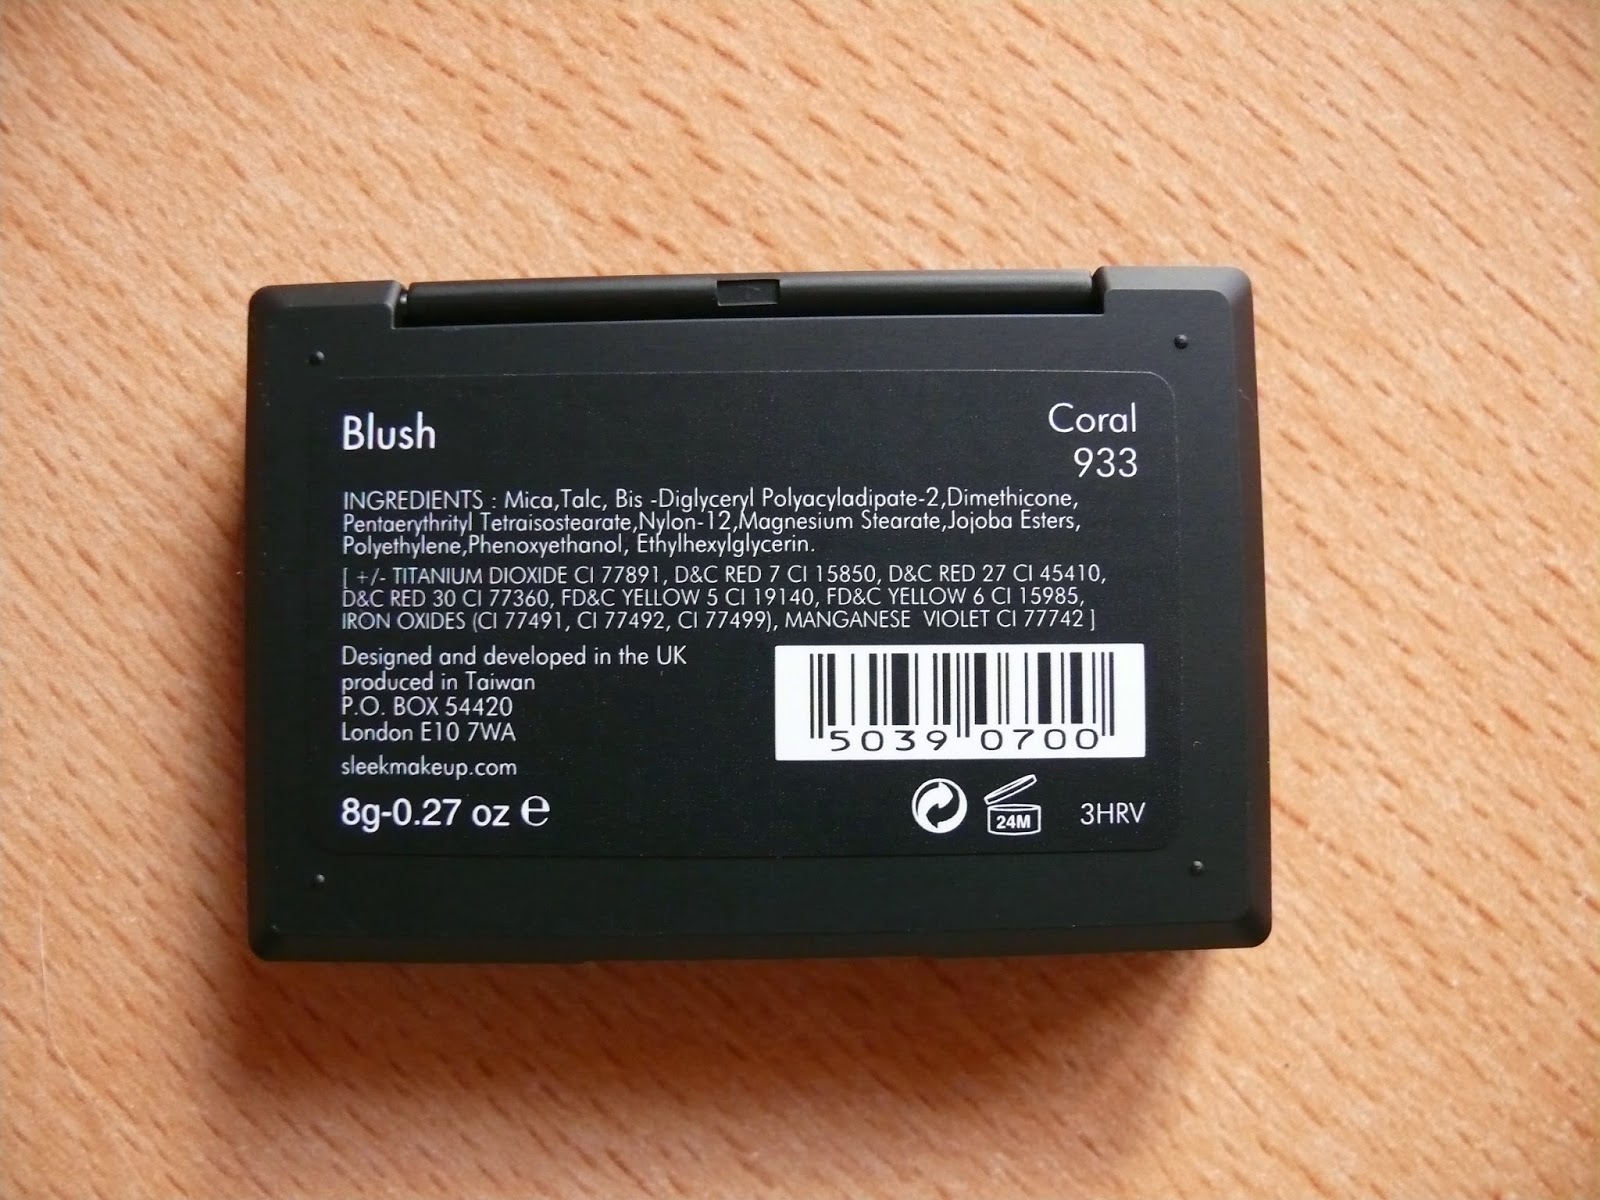 Blush
Coral
933
INGREDIENTS : Mica,Talc, Bis -Diglyceryl Polyacyladipate-2,Dimethicone,
Pentaerythrityl Tetraisostearate,Nylon-12,Magnesium Stearate,Jojoba Esters,
Polyethylene,Phenoxyethanol, Ethylhexylglycerin.
[ +/- TITANIUM DIOXIDE CI 77891, D&C RED 7 CI 15850, D&C RED 27 CI 45410,
D&C RED 30 CI 77360, FD&C YELLOW 5 CI 19140, FD&C YELLOW 6 CI 15985,
IRON OXIDES (CI 77491, CI 77492, CI 77499), MANGANESE VIOLET CI 77742 ]
Designed and developed in the UK
produced in Taiwan
P.O. BOX 54420
London E10 7WA
sleekmakeup.com
8g-0.27 oz ℮
5039 0700
24M
3HRV